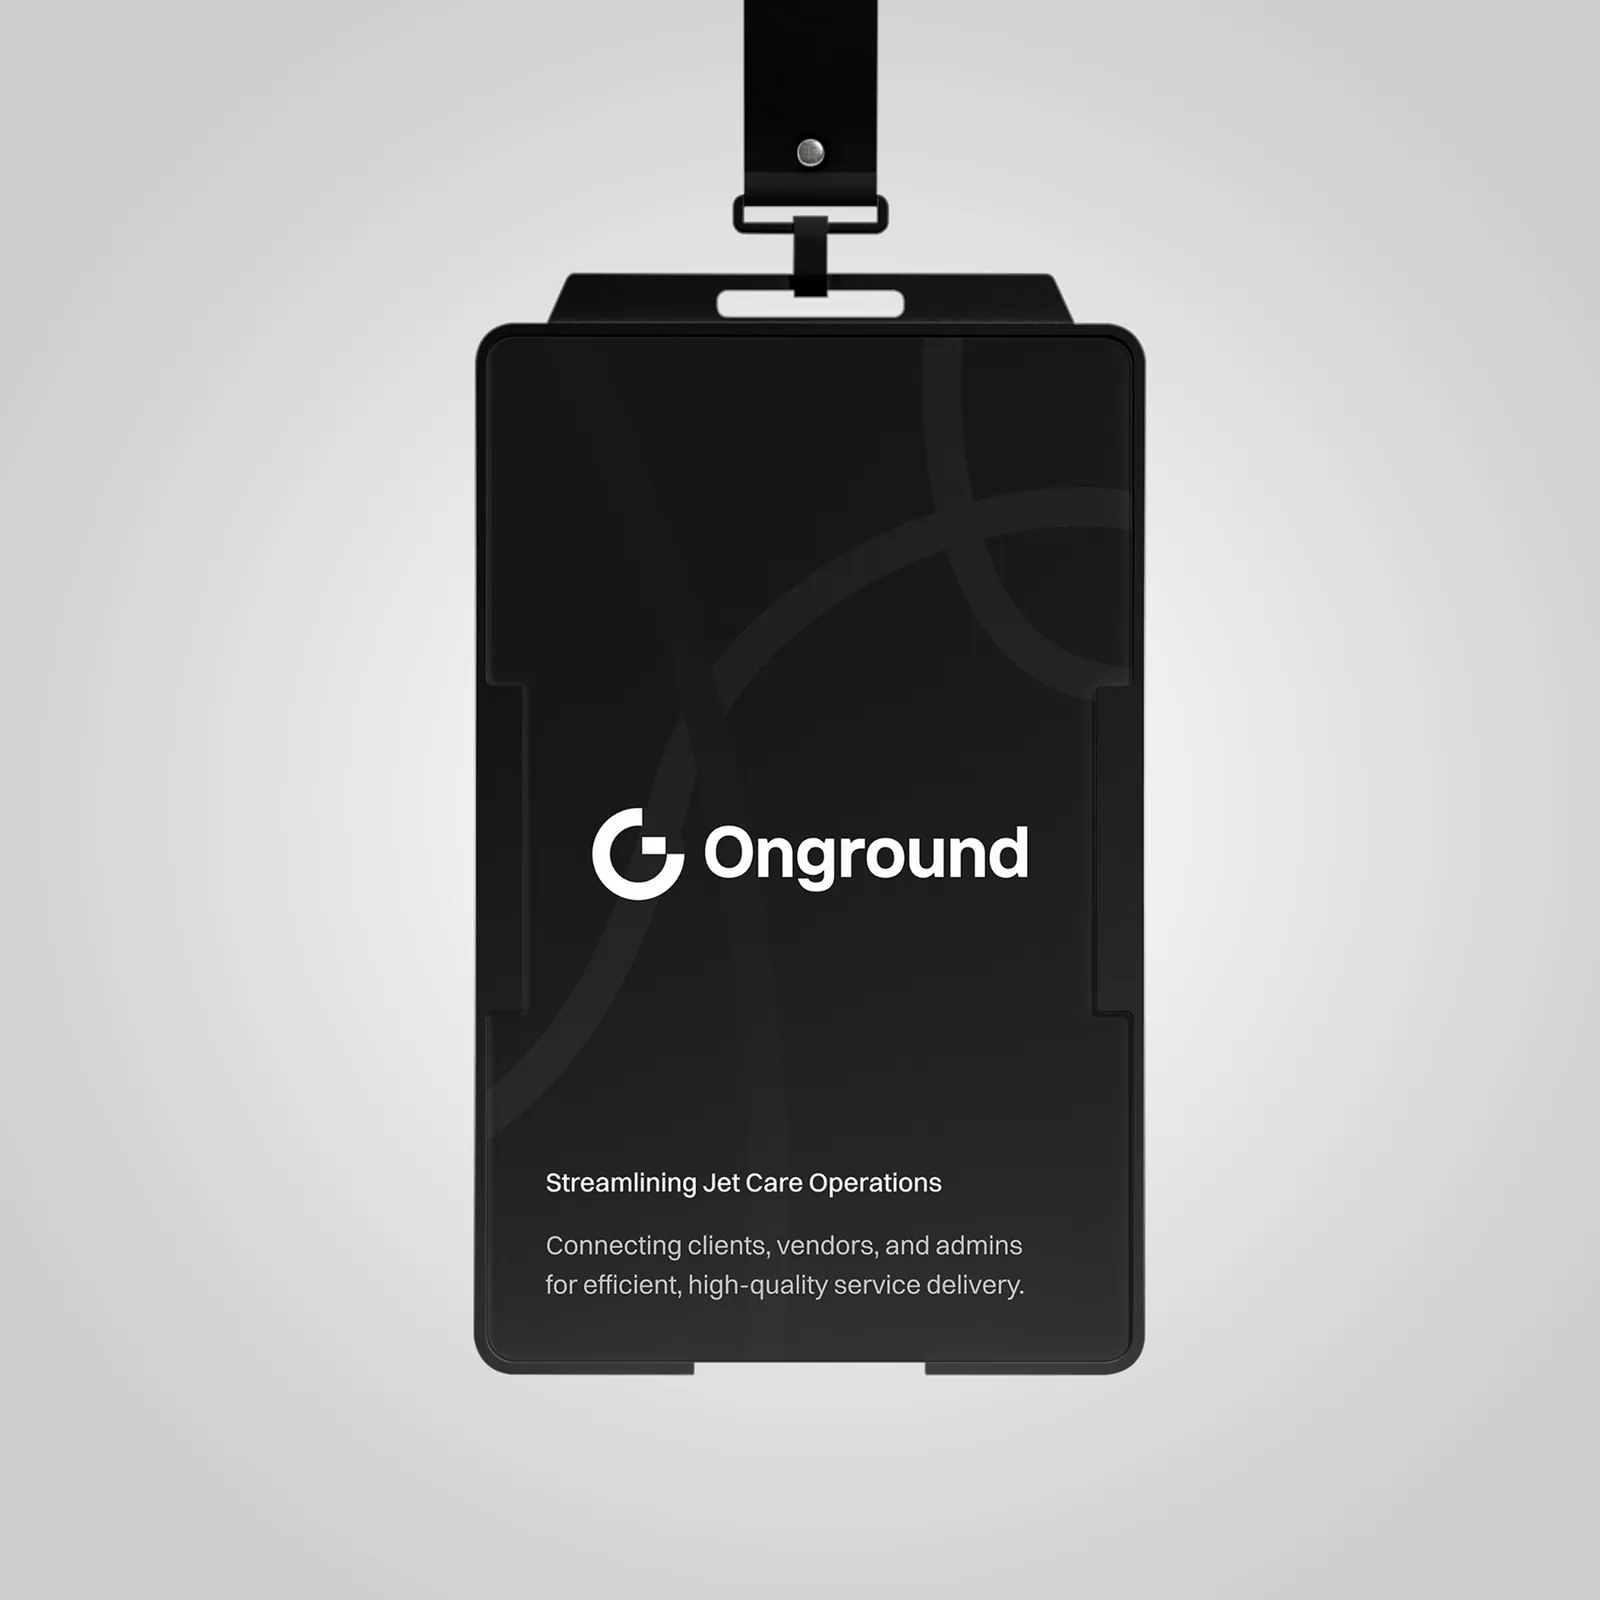 Onground
Streamlining Jet Care Operations
Connecting clients, vendors, and admins
for efficient, high-quality service delivery.